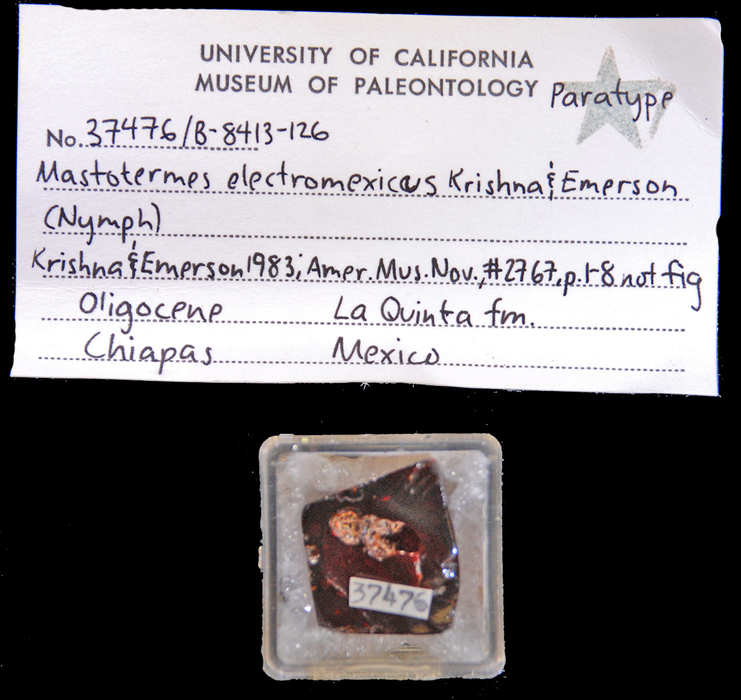 UNIVERSITY OF CALIFORNIA
MUSEUM OF PALEONTOLOGY Paratype
No. 37476/B-8413-126
Mastotermes electromexicus Krishna & Emerson
(Nymph)
Krishna & Emerson 1983; Amer. Mus. Nov., #2767, p. 1-8 not fig
Oligocene La Quinta fm.
Chiapas Mexico
37476